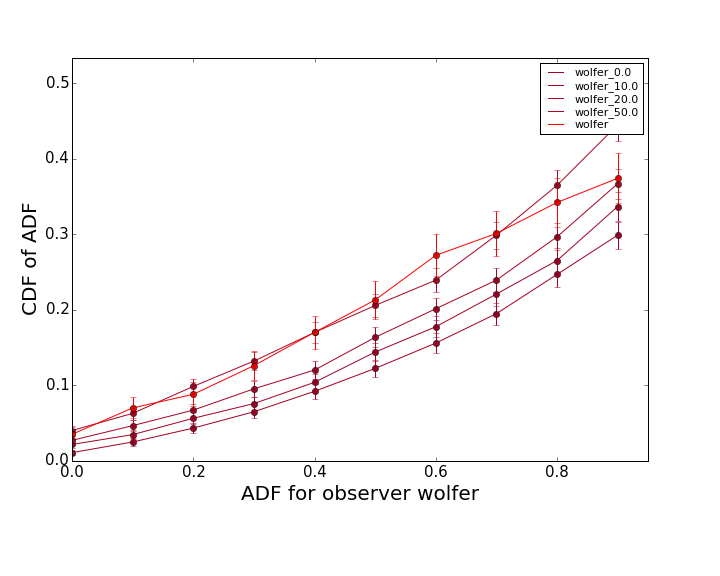 0.5
0.4
0.3
0.2
0.1
0.0
CDF of ADF
wolfer_0.0
wolfer_10.0
wolfer_20.0
wolfer_50.0
wolfer
0.0 0.2 0.4 0.6 0.8
ADF for observer wolfer